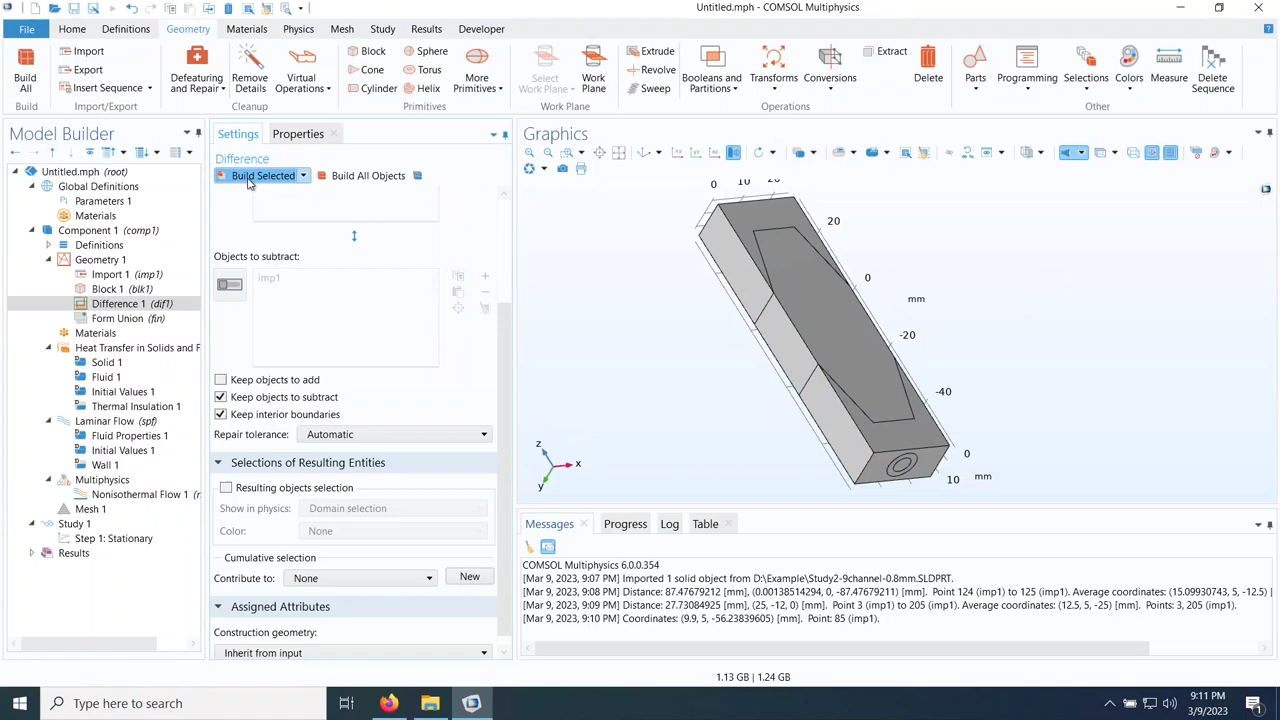 Untitled.mph - COMSOL Multiphysics
File Home Definitions Geometry Materials Physics Mesh Study Results Developer
Build All
Build
Import
Export
Insert Sequence
Import/Export
Defeaturing and Repair
Remove Details
Virtual Operations
Cleanup
Block
Cone
Cylinder
Sphere
Torus
Helix
More Primitives
Primitives
Select Work Plane
Work Plane
Work Plane
Extrude
Revolve
Sweep
Booleans and Partitions
Transforms
Conversions
Extract
Delete
Operations
Parts
Programming
Selections
Colors
Measure
Delete Sequence
Other
Model Builder
Untitled.mph (root)
Global Definitions
Parameters 1
Materials
Component 1 (comp1)
Definitions
Geometry 1
Import 1 (imp1)
Block 1 (blk1)
Difference 1 (dif1)
Form Union (fin)
Materials
Heat Transfer in Solids and F
Solid 1
Fluid 1
Initial Values 1
Thermal Insulation 1
Laminar Flow (spf)
Fluid Properties 1
Initial Values 1
Wall 1
Multiphysics
Nonisothermal Flow 1 (n
Mesh 1
Study 1
Step 1: Stationary
Results
Settings Properties
Difference
Build Selected Build All Objects
Objects to subtract:
imp1
Keep objects to add
Keep objects to subtract
Keep interior boundaries
Repair tolerance: Automatic
Selections of Resulting Entities
Resulting objects selection
Show in physics: Domain selection
Color: None
Cumulative selection
Contribute to: None New
Assigned Attributes
Construction geometry:
Inherit from input
Graphics
0 10
20
0
mm
-20
-40
0
10 mm
z
x
y
Messages Progress Log Table
COMSOL Multiphysics 6.0.0.354
[Mar 9, 2023, 9:07 PM] Imported 1 solid object from D:\Example\Study2-9channel-0.8mm.SLDPRT.
[Mar 9, 2023, 9:08 PM] Distance: 87.47679212 [mm], (0.00138514294, 0, -87.47679211) [mm]. Point 124 (imp1) to 125 (imp1). Average coordinates: (15.09930743, 5, -12.5) [
[Mar 9, 2023, 9:09 PM] Distance: 27.73084925 [mm], (25, -12, 0) [mm]. Point 3 (imp1) to 205 (imp1). Average coordinates: (12.5, 5, -25) [mm]. Points: 3, 205 (imp1).
[Mar 9, 2023, 9:10 PM] Coordinates: (9.9, 5, -56.23839605) [mm]. Point: 85 (imp1).
1.13 GB | 1.24 GB
Type here to search
9:11 PM
3/9/2023
1